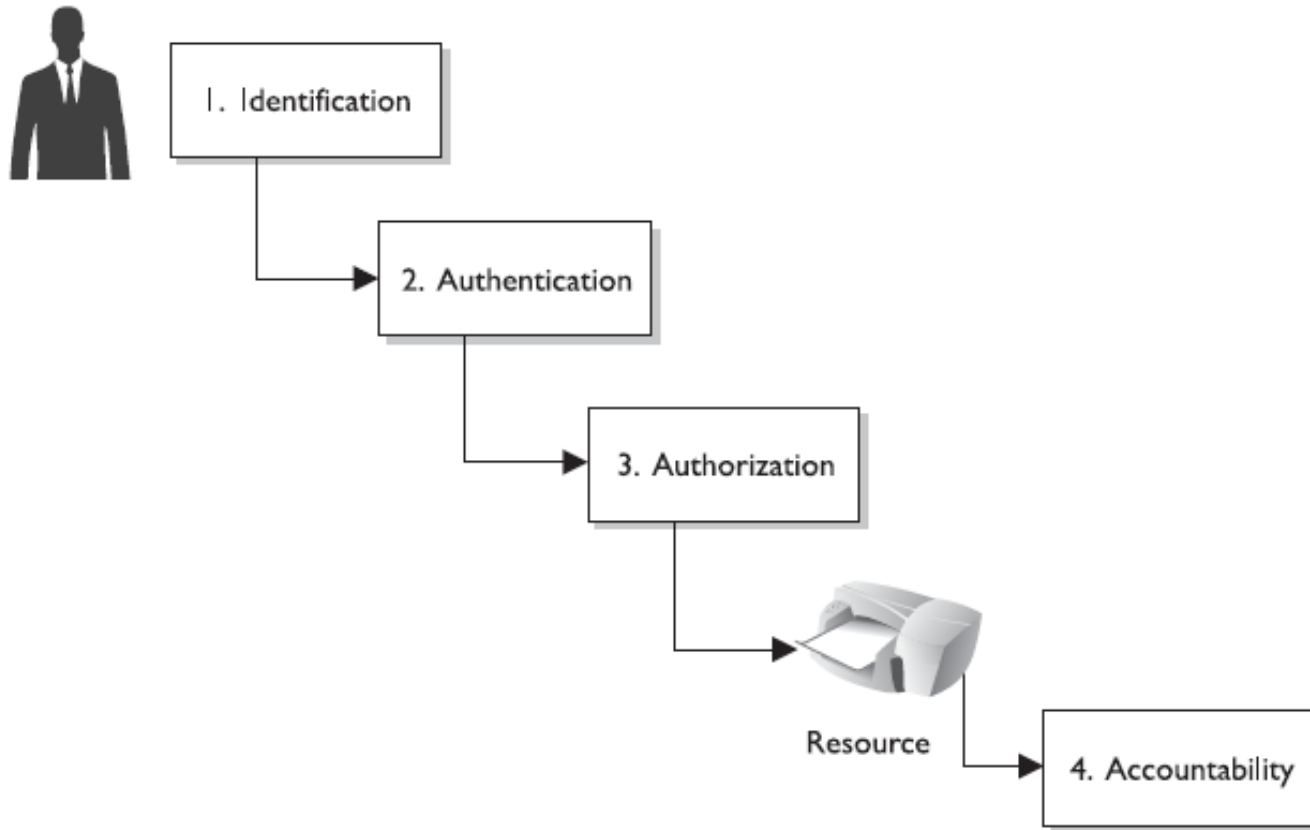 1. Identification
2. Authentication
3. Authorization
Resource
4. Accountability